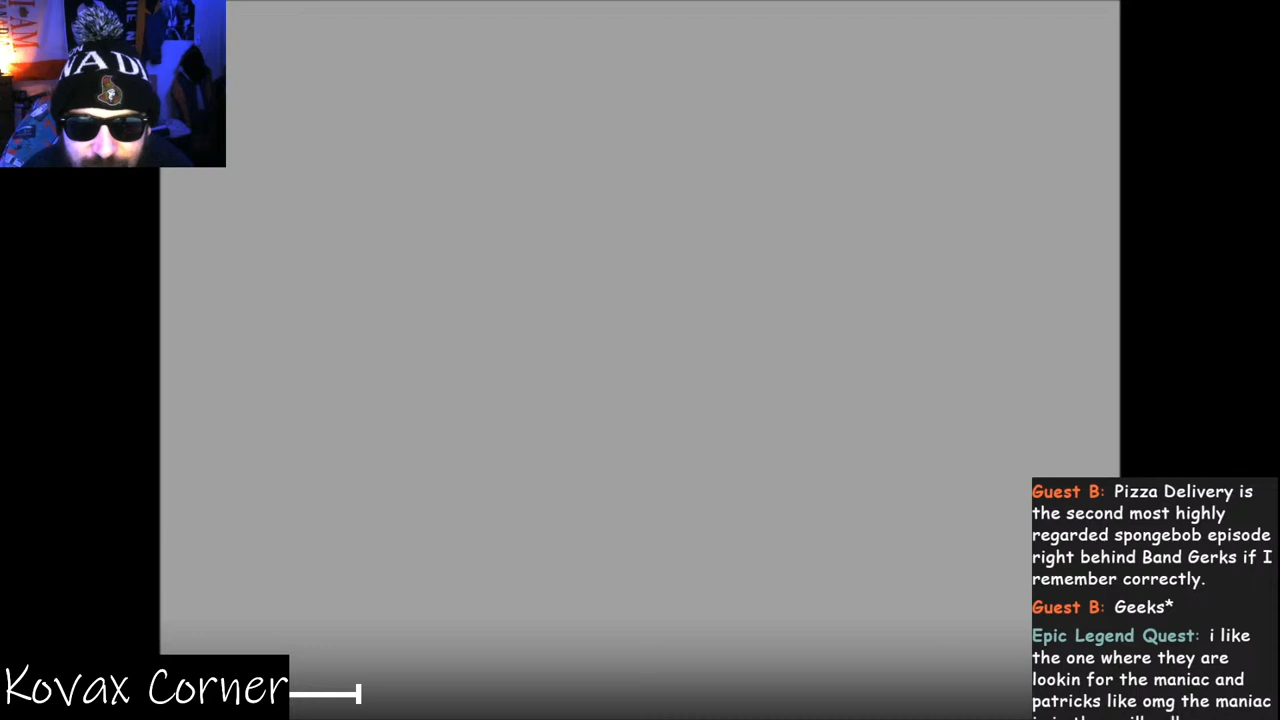 I AM
NADI
Guest B: Pizza Delivery is
the second most highly
regarded spongebob episode
right behind Band Gerks if I
remember correctly.
Guest B: Geeks*
Epic Legend Quest: i like
the one where they are
lookin for the maniac and
patricks like omg the maniac
Kovax Corner